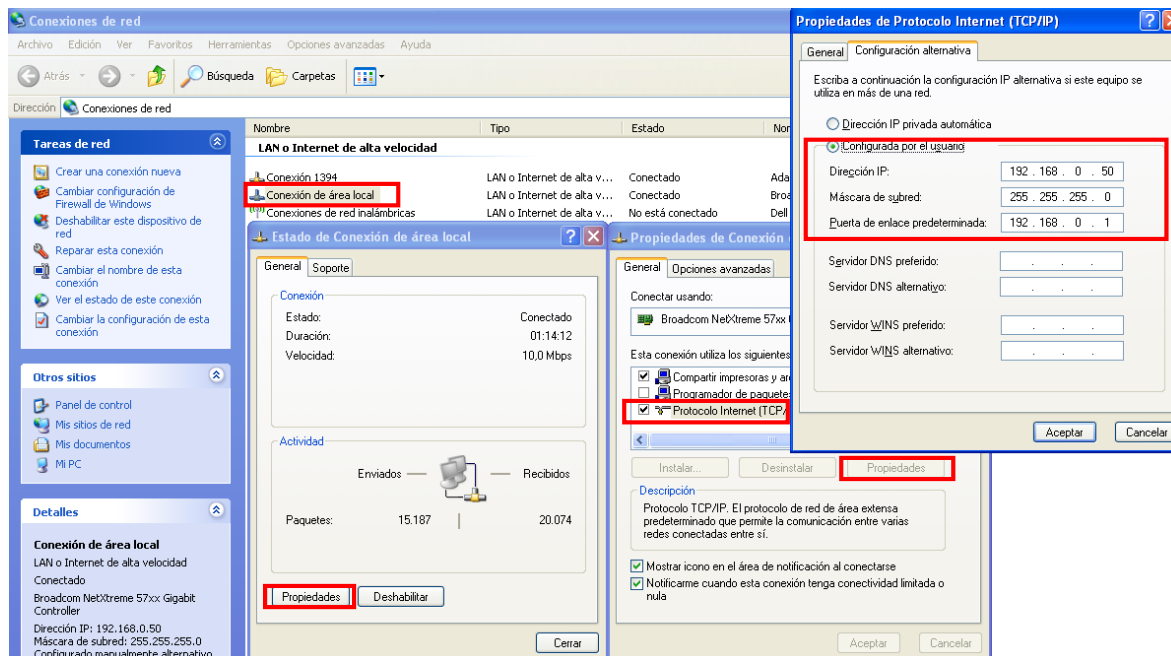 Conexiones de red
Archivo Edición Ver Favoritos Herramientas Opciones avanzadas Ayuda
Atrás Búsqueda Carpetas
Dirección Conexiones de red
Tareas de red
Crear una conexión nueva
Cambiar configuración de
Firewall de Windows
Deshabilitar este dispositivo de
red
Reparar esta conexión
Cambiar el nombre de esta
conexión
Ver el estado de este conexión
Cambiar la configuración de esta
conexión
Otros sitios
Panel de control
Mis sitios de red
Mis documentos
Mi PC
Detalles
Conexión de área local
LAN o Internet de alta velocidad
Conectado
Broadcom NetXtreme 57xx Gigabit
Controller
Dirección IP: 192.168.0.50
Máscara de subred: 255.255.255.0
Configurado manualmente alternativo
Nombre Tipo Estado
LAN o Internet de alta velocidad
Conexión 1394 LAN o Internet de alta v... Conectado Ada
Conexión de área local LAN o Internet de alta v... Conectado Broa
Conexiones de red inalámbricas LAN o Internet de alta v... No está conectado Dell
Estado de Conexión de área local
General Soporte
Conexión
Estado: Conectado
Duración: 01:14:12
Velocidad: 10,0 Mbps
Actividad
Enviados Recibidos
Paquetes: 15.187 20.074
Propiedades Deshabilitar
Cerrar
Propiedades de Conexión
General Opciones avanzadas
Conectar usando:
Broadcom NetXtreme 57xx
Esta conexión utiliza los siguientes
Compartir impresoras y ar
Programador de paquete
Protocolo Internet (TCP/
Instalar... Desinstalar Propiedades
Descripción
Protocolo TCP/IP. El protocolo de red de área extensa
predeterminado que permite la comunicación entre varias
redes conectadas entre sí.
Mostrar icono en el área de notificación al conectarse
Notificarme cuando esta conexión tenga conectividad limitada o
nula
Aceptar Cancelar
Propiedades de Protocolo Internet (TCP/IP)
General Configuración alternativa
Escriba a continuación la configuración IP alternativa si este equipo se
utiliza en más de una red.
Dirección IP privada automática
Configurada por el usuario
Dirección IP: 192 . 168 . 0 . 50
Máscara de subred: 255 . 255 . 255 . 0
Puerta de enlace predeterminada: 192 . 168 . 0 . 1
Servidor DNS preferido:
Servidor DNS alternativo:
Servidor WINS preferido:
Servidor WINS alternativo:
Aceptar Cancelar